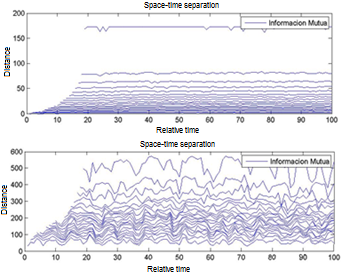 Space-time separation
200
Informacion Mutua
150
Distance
100
50
0
0 10 20 30 40 50 60 70 80 90 100
Relative time
Space-time separation
600
Informacion Mutua
500
400
Distance
300
200
100
0
0 10 20 30 40 50 60 70 80 90 100
Relative time